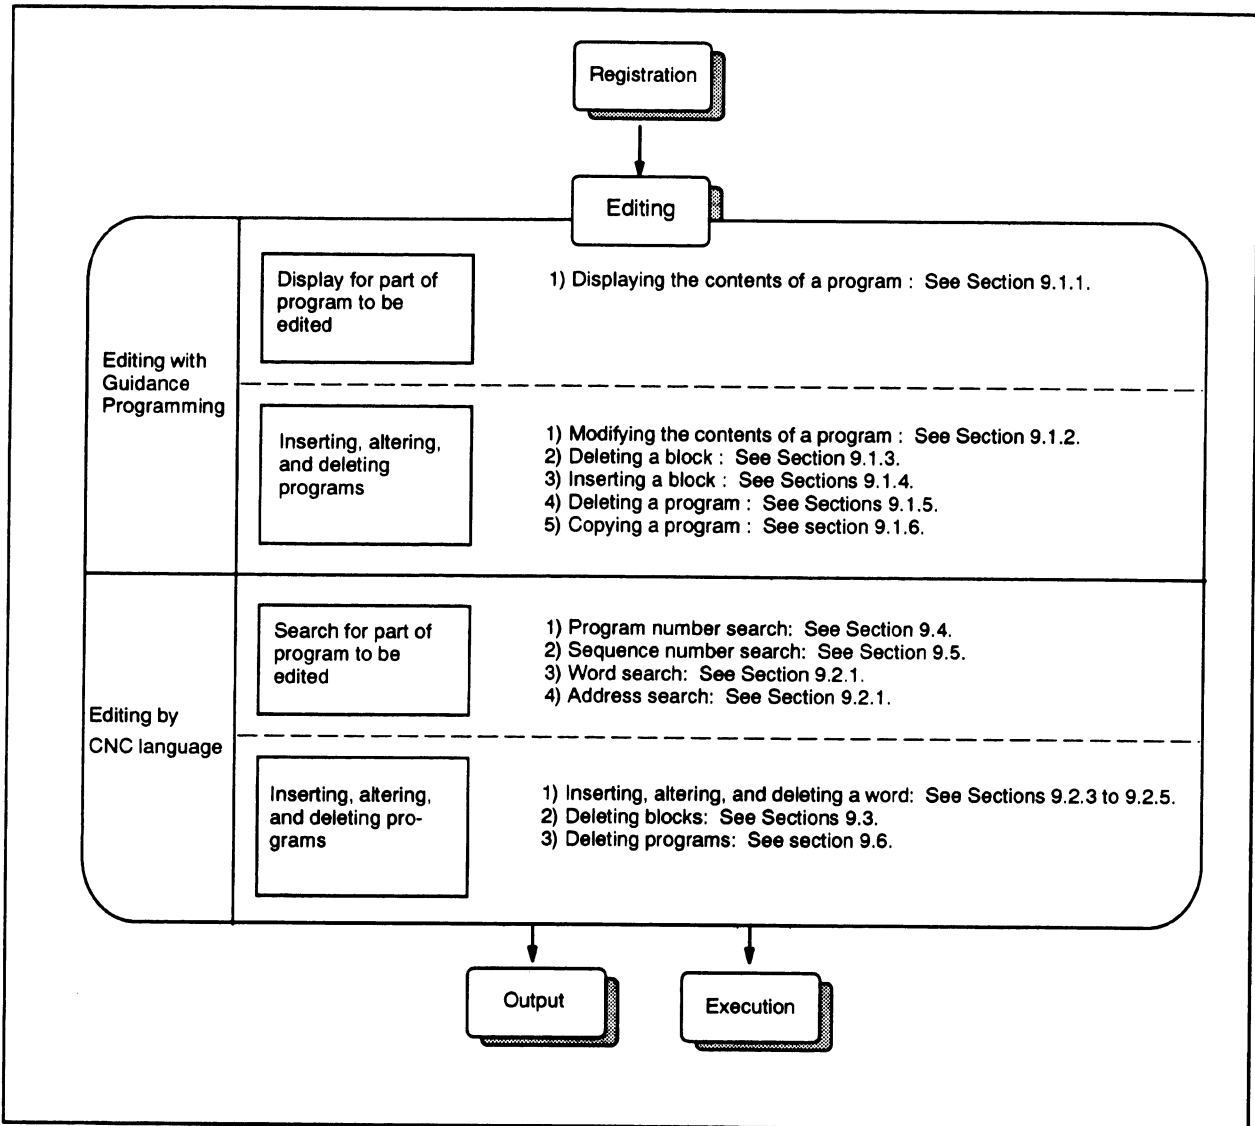 Registration
Editing
Editing with
Guidance
Programming
Display for part of
program to be
edited
1) Displaying the contents of a program : See Section 9.1.1.
Inserting, altering,
and deleting
programs
1) Modifying the contents of a program : See Section 9.1.2.
2) Deleting a block : See Section 9.1.3.
3) Inserting a block : See Sections 9.1.4.
4) Deleting a program : See Sections 9.1.5.
5) Copying a program : See section 9.1.6.
Editing by
CNC language
Search for part of
program to be
edited
1) Program number search: See Section 9.4.
2) Sequence number search: See Section 9.5.
3) Word search: See Section 9.2.1.
4) Address search: See Section 9.2.1.
Inserting, altering,
and deleting pro-
grams
1) Inserting, altering, and deleting a word: See Sections 9.2.3 to 9.2.5.
2) Deleting blocks: See Sections 9.3.
3) Deleting programs: See section 9.6.
Output
Execution